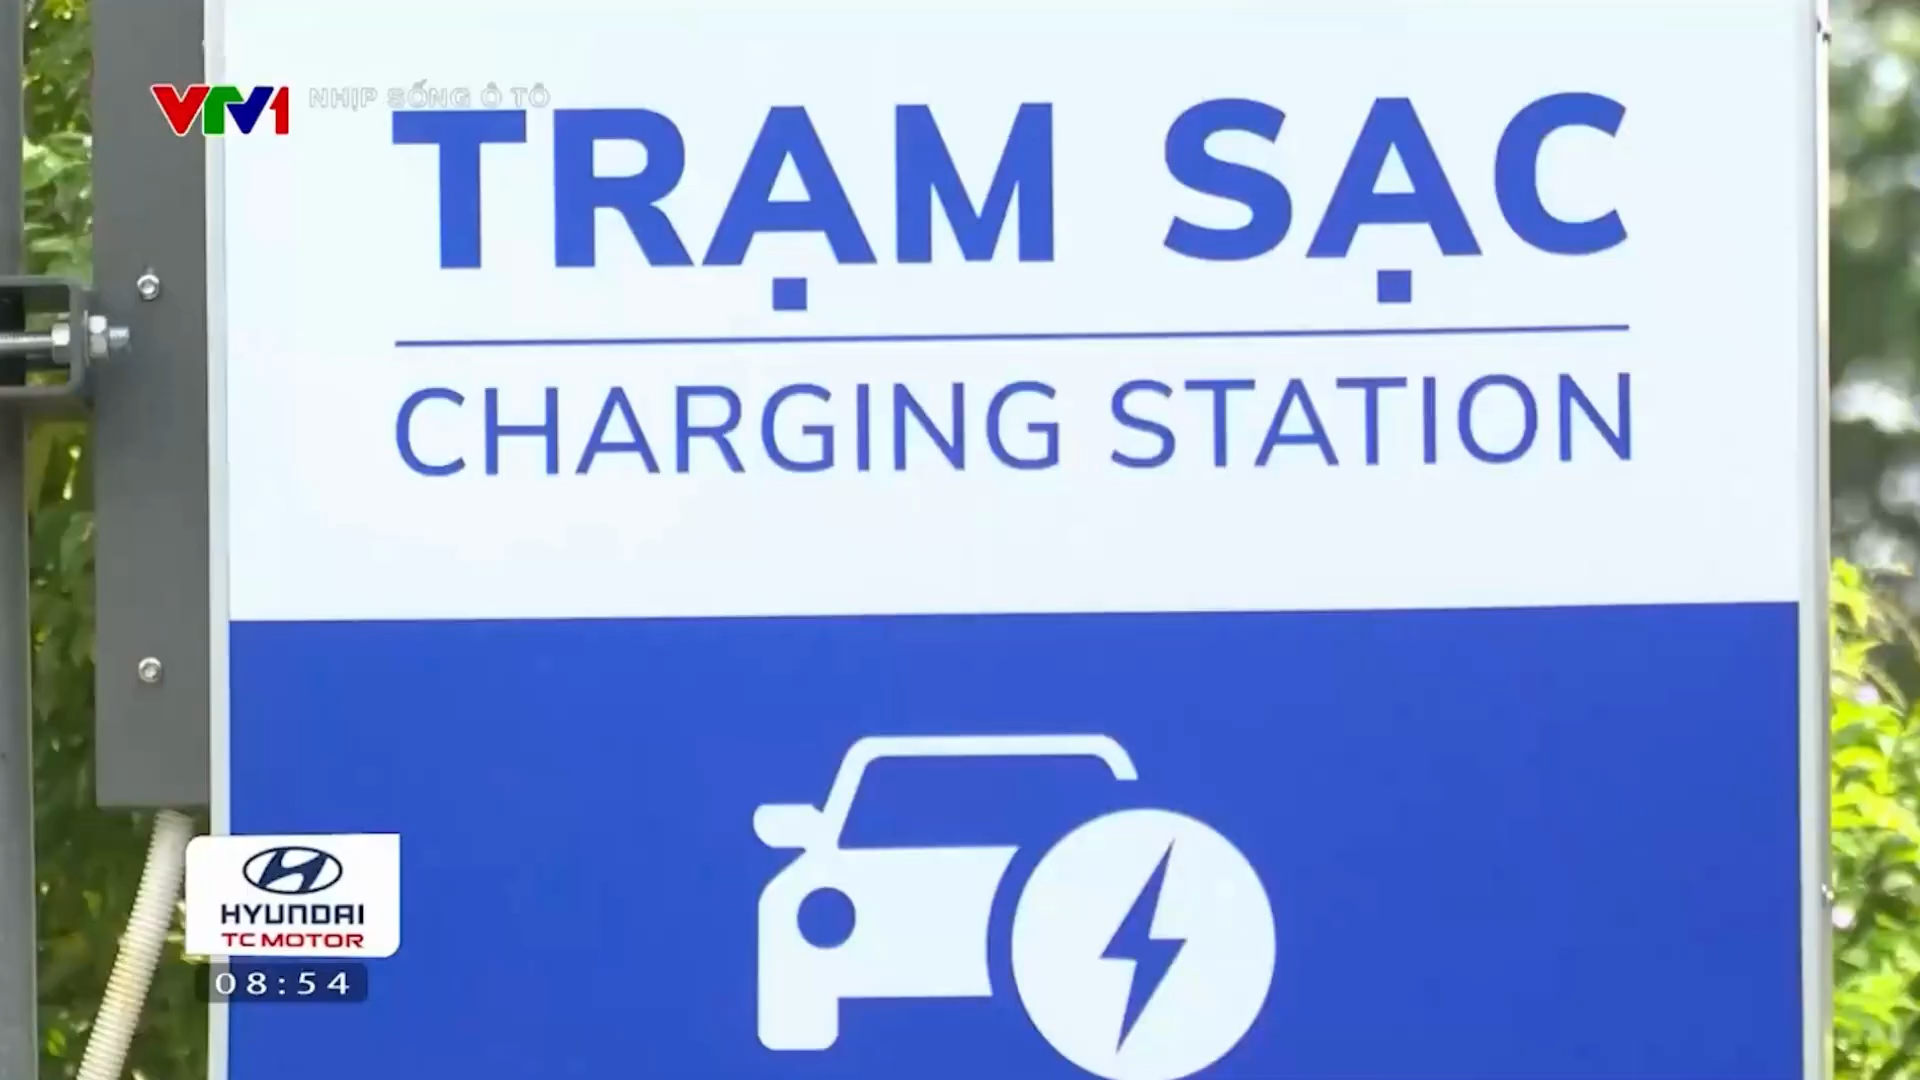 VTV1 NHỊP SỐNG Ô TÔ
TRẠM SẠC
CHARGING STATION
HYUNDAI
TC MOTOR
08:54